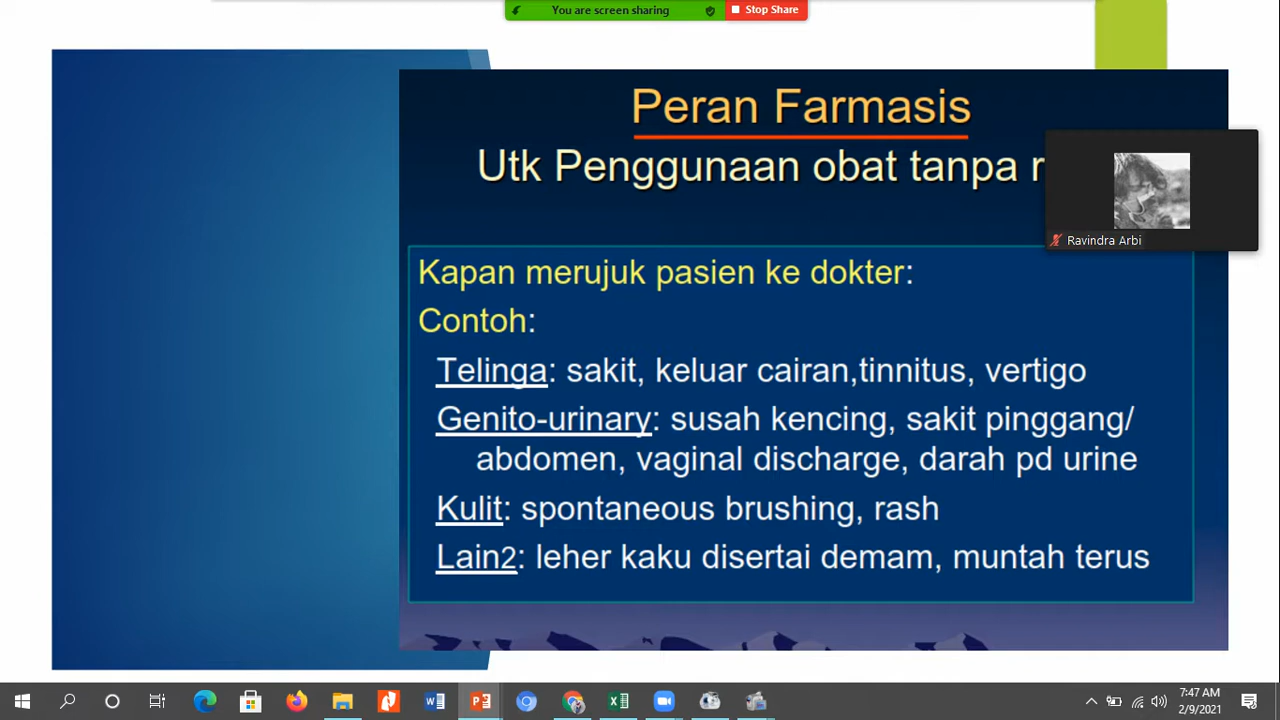 You are screen sharing
Stop Share
Peran Farmasis
Utk Penggunaan obat tanpa
Ravindra Arbi
Kapan merujuk pasien ke dokter:
Contoh:
Telinga: sakit, keluar cairan,tinnitus, vertigo
Genito-urinary: susah kencing, sakit pinggang/
abdomen, vaginal discharge, darah pd urine
Kulit: spontaneous brushing, rash
Lain2: leher kaku disertai demam, muntah terus
7:47 AM
2/9/2021